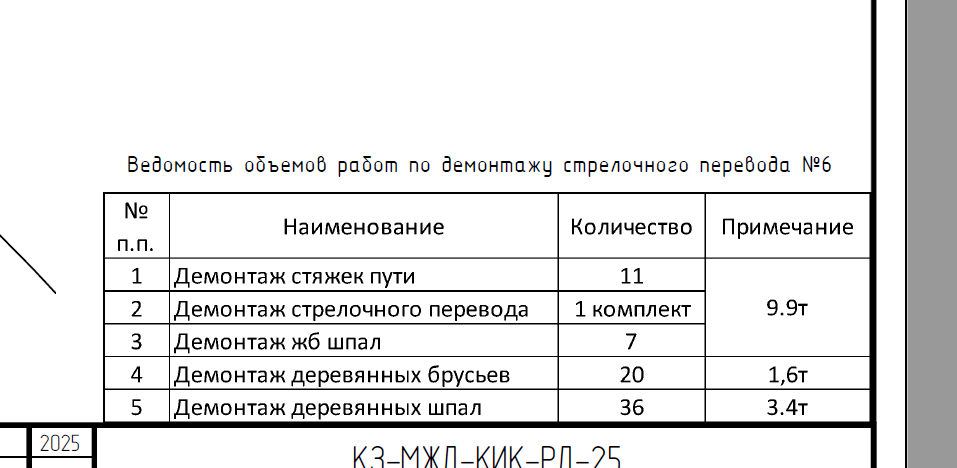 Ведомость объемов работ по демонтажу стрелочного перевода №6
№ п.п. Наименование Количество Примечание
1 Демонтаж стяжек пути 11
2 Демонтаж стрелочного перевода 1 комплект 9.9т
3 Демонтаж жб шпал 7
4 Демонтаж деревянных брусьев 20 1,6т
5 Демонтаж деревянных шпал 36 3.4т
2025
КЗ-МЖД-КИК-РД-25